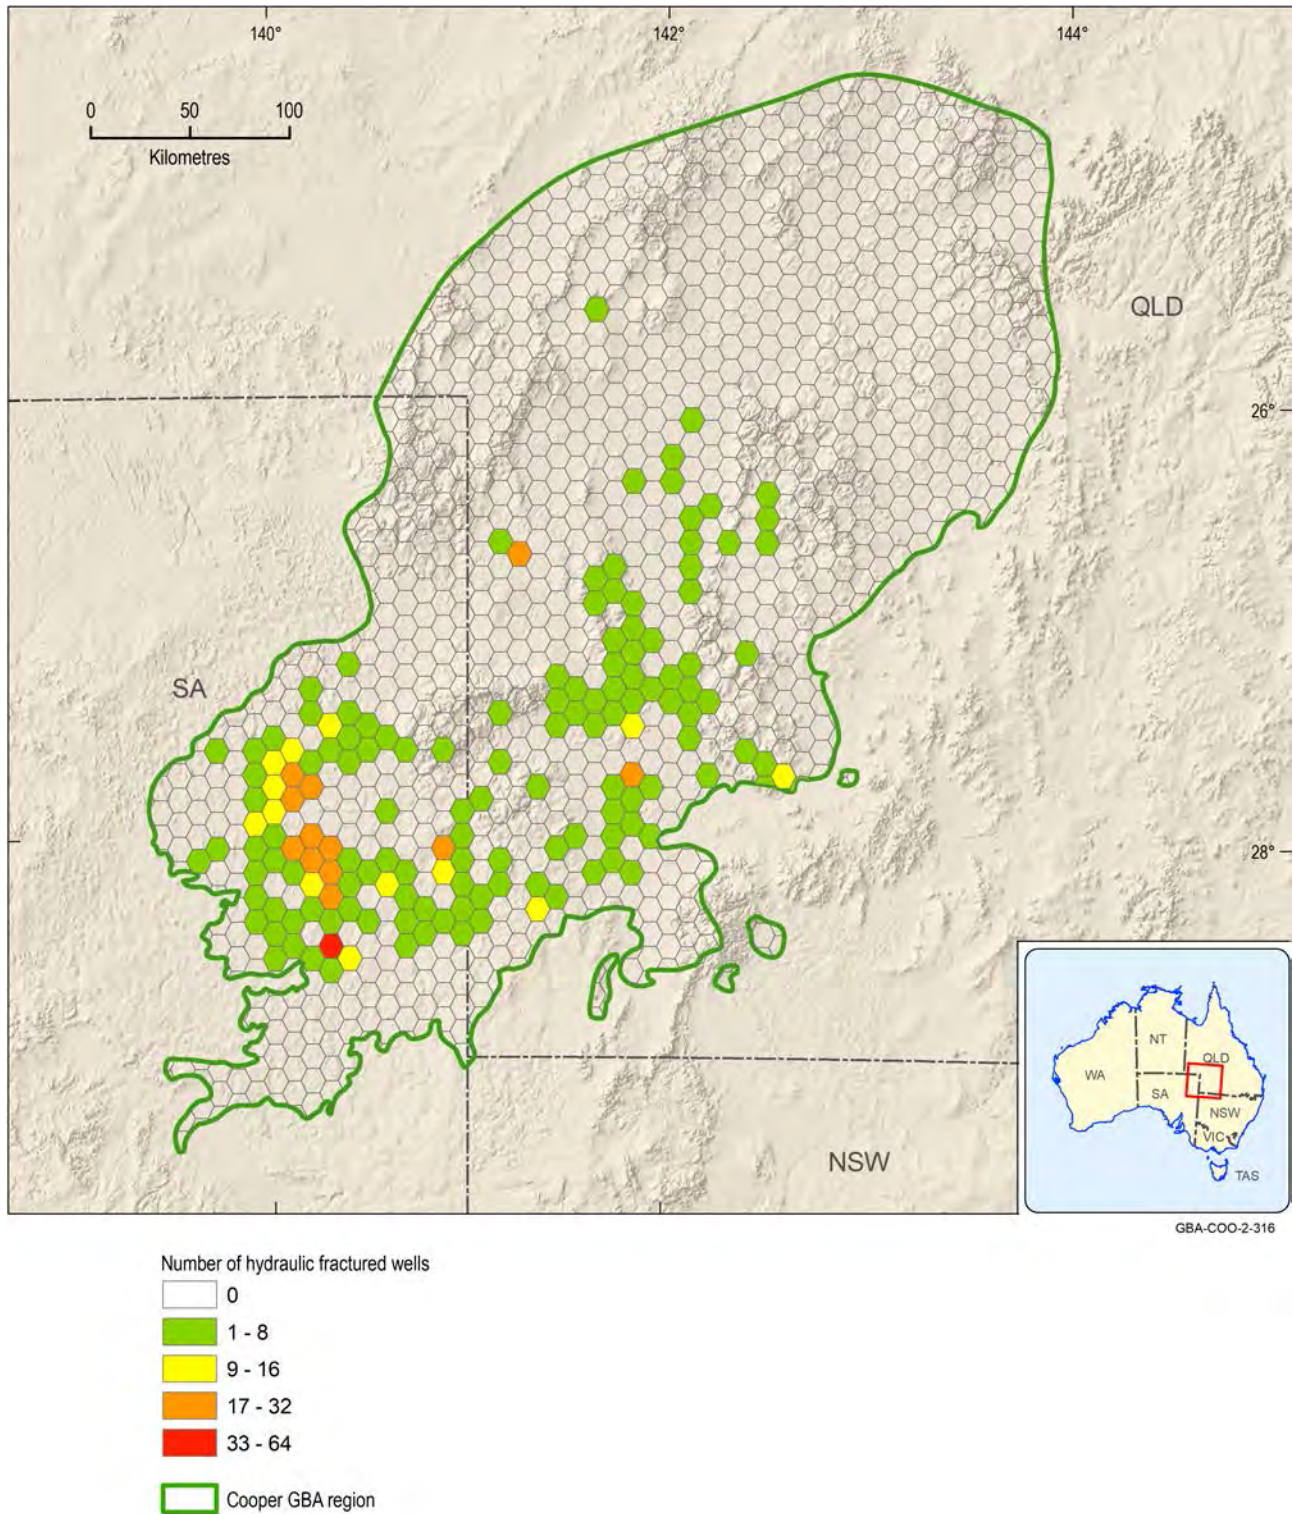 140°
142°
144°
0 50 100
Kilometres
QLD
26°
SA
28°
NSW
WA
NT
QLD
SA
NSW
VIC
TAS
GBA-COO-2-316
Number of hydraulic fractured wells
0
1 - 8
9 - 16
17 - 32
33 - 64
Cooper GBA region